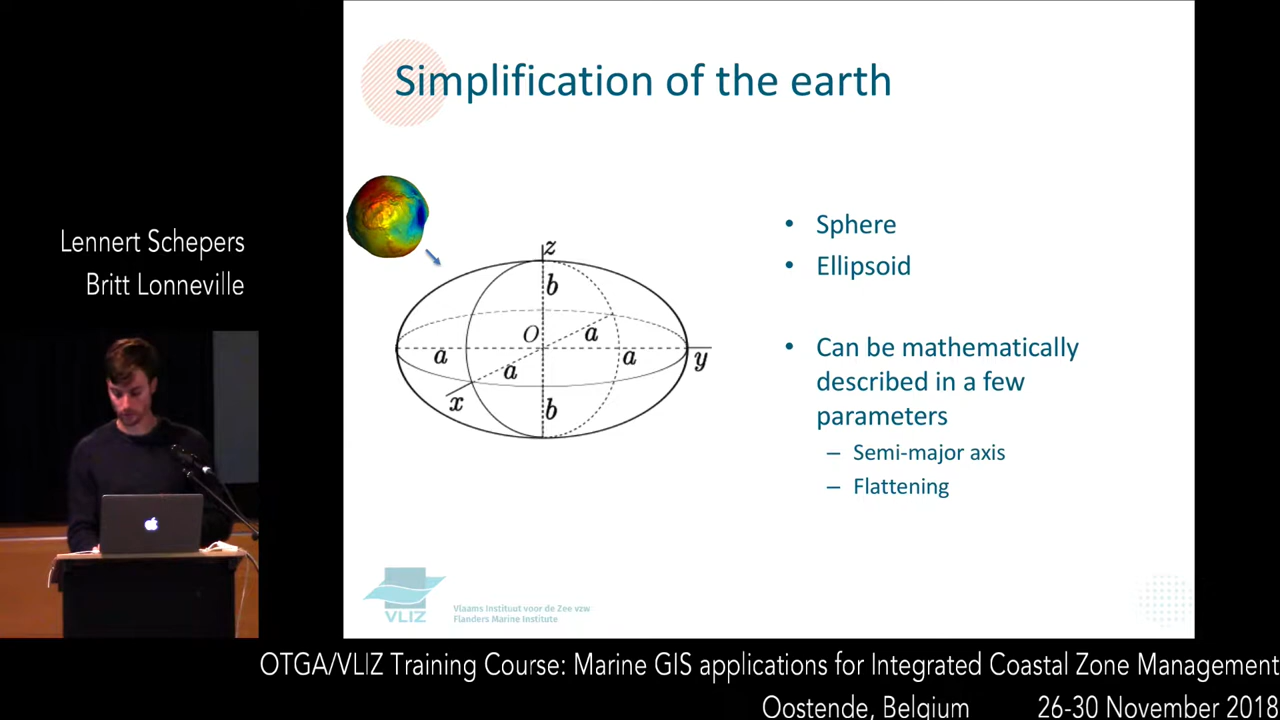 Simplification of the earth
Lennert Schepers
Britt Lonneville
z
b
O
a
a
a
a
y
x
b
• Sphere
• Ellipsoid
• Can be mathematically
described in a few
parameters
– Semi-major axis
– Flattening
VLIZ
Vlaams Instituut voor de Zee vzw
Flanders Marine Institute
OTGA/VLIZ Training Course: Marine GIS applications for Integrated Coastal Zone Management
Oostende, Belgium 26-30 November 2018